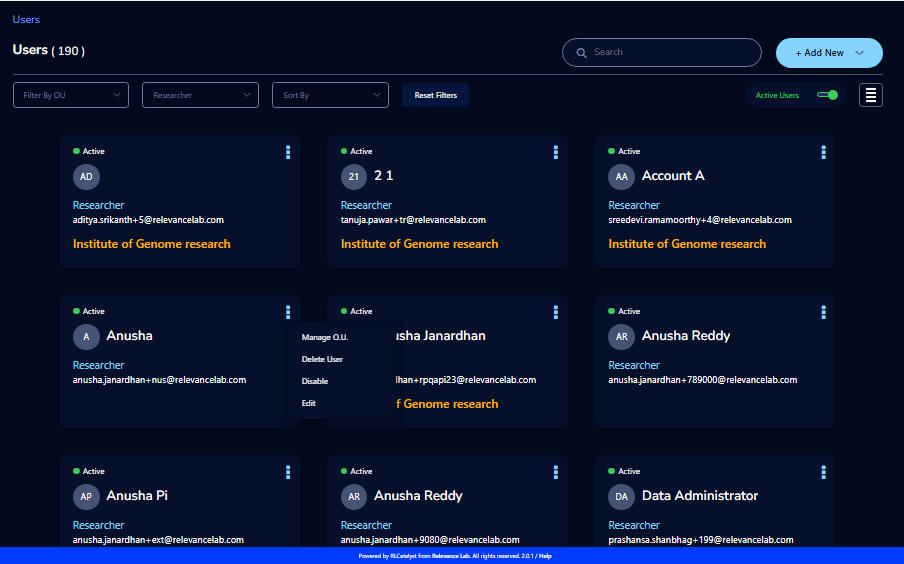 Users
Users ( 190 )
Search
+ Add New
Filter By OU
Researcher
Sort By
Reset Filters
Active Users
Active
AD
Researcher
aditya.srikanth+5@relevancelab.com
Institute of Genome research
Active
21
2 1
Researcher
tanuja.pawar+tr@relevancelab.com
Institute of Genome research
Active
AA
Account A
Researcher
sreedevi.ramamoorthy+4@relevancelab.com
Institute of Genome research
Active
A
Anusha
Researcher
anusha.janardhan+nus@relevancelab.com
Manage O.U.
Delete User
Disable
Edit
Active
usha Janardhan
lhan+rpqapi23@relevancelab.com
of Genome research
Active
AR
Anusha Reddy
Researcher
anusha.janardhan+789000@relevancelab.com
Active
AP
Anusha Pi
Researcher
anusha.janardhan+ext@relevancelab.com
Active
AR
Anusha Reddy
Researcher
anusha.janardhan+9080@relevancelab.com
Active
DA
Data Administrator
Researcher
prashansa.shanbhag+199@relevancelab.com
Powered by RLCatalyst from Relevance Lab. All rights reserved. 2.0.1 / Help